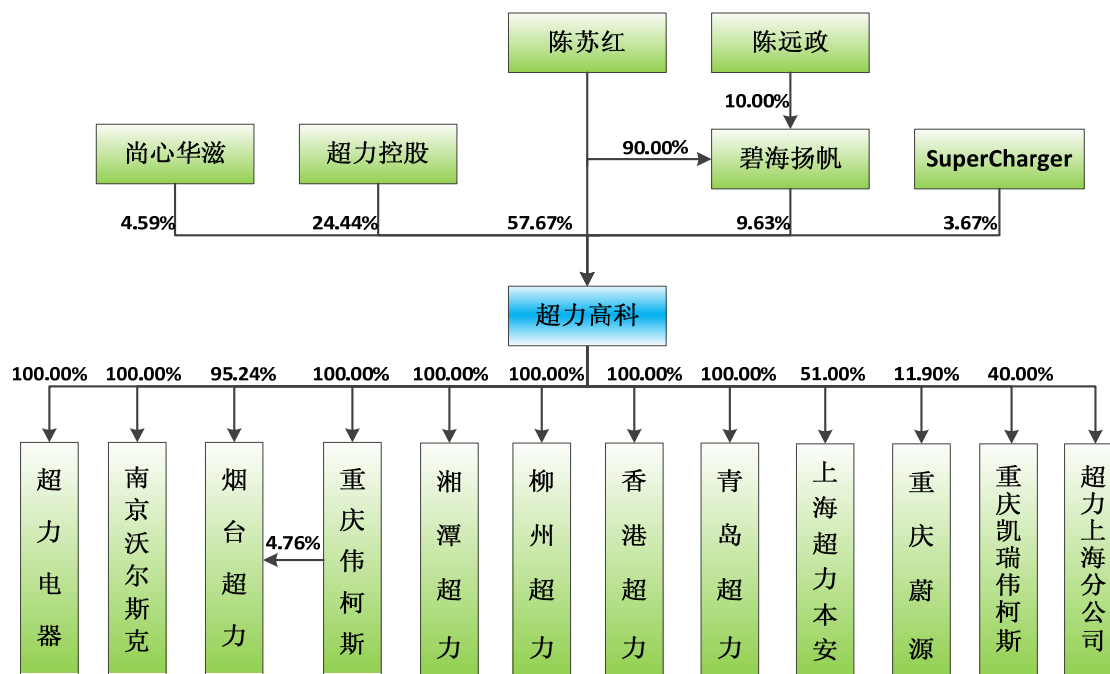 陈苏红
陈远政
10.00%
尚心华滋
超力控股
90.00%
碧海扬帆
SuperCharger
4.59%
24.44%
57.67%
9.63%
3.67%
超力高科
100.00%
100.00%
95.24%
100.00%
100.00%
100.00%
100.00%
100.00%
51.00%
11.90%
40.00%
超力电器
南京沃尔斯克
烟台超力
4.76%
重庆伟柯斯
湘潭超力
柳州超力
香港超力
青岛超力
上海超力本安
重庆蔚源
重庆凯瑞伟柯斯
超力上海分公司